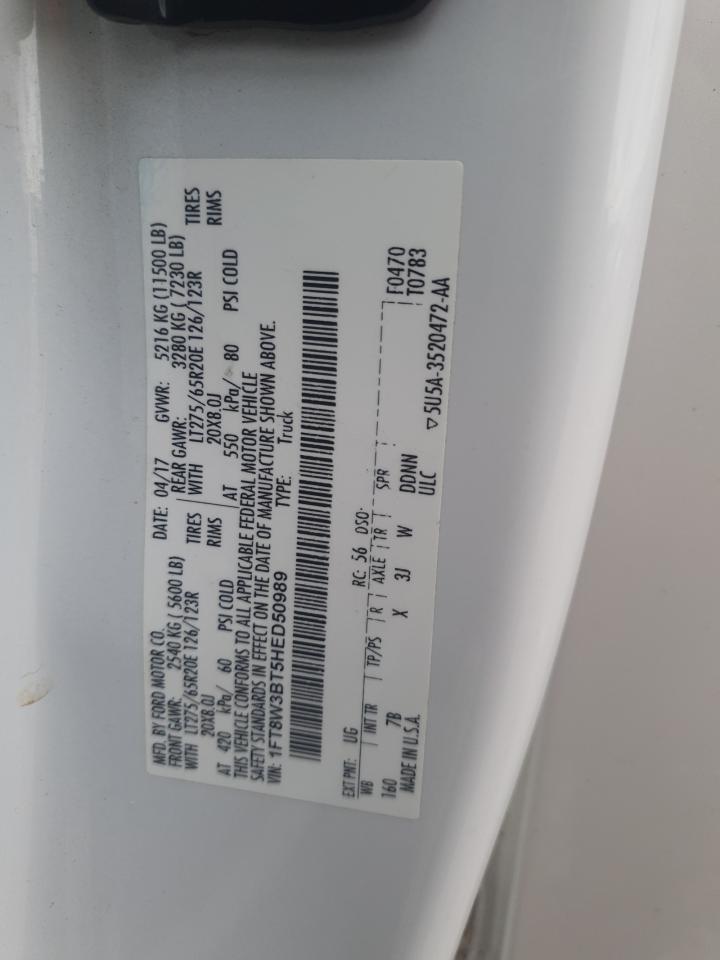 MFD. BY FORD MOTOR CO.
DATE: 04/17 GVWR: 5216 KG (11500 LB)
FRONT GAWR: 2540 KG ( 5600 LB) REAR GAWR: 3280 KG ( 7230 LB)
WITH LT275/65R20E 126/123R TIRES WITH LT275/65R20E 126/123R TIRES
20X8.0J RIMS 20X8.0J RIMS
AT 420 kPa/ 60 PSI COLD AT 550 kPa/ 80 PSI COLD
THIS VEHICLE CONFORMS TO ALL APPLICABLE FEDERAL MOTOR VEHICLE
SAFETY STANDARDS IN EFFECT ON THE DATE OF MANUFACTURE SHOWN ABOVE.
VIN: 1FT8W3BT5HED50989 TYPE: Truck
EXT PNT: UG RC: 56 DSO:
WB INT TR TP/PS R AXLE TR SPR F0470
160 7B X 3J W DDNN T0783
MADE IN U.S.A. ULC
▽5U5A-3520472-AA